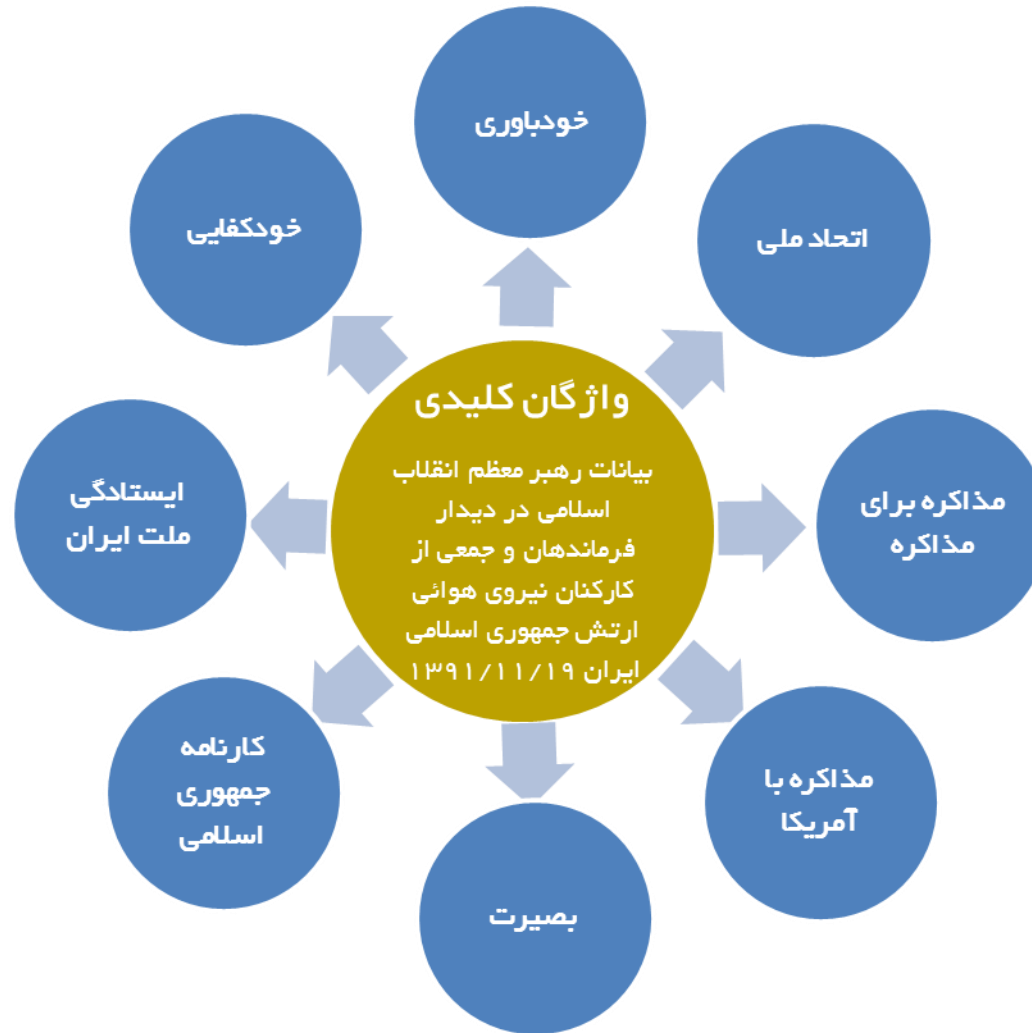 خودباوری
اتحاد ملی
مذاکره برای
مذاکره
مذاکره با
آمریکا
بصیرت
کارنامه
جمهوری
اسلامی
ایستادگی
ملت ایران
خودکفایی
واژگان کلیدی
بیانات رهبر معظم انقلاب
اسلامی در دیدار
فرماندهان و جمعی از
کارکنان نیروی هوائی
ارتش جمهوری اسلامی
ایران ۱۳۹۱/۱۱/۱۹